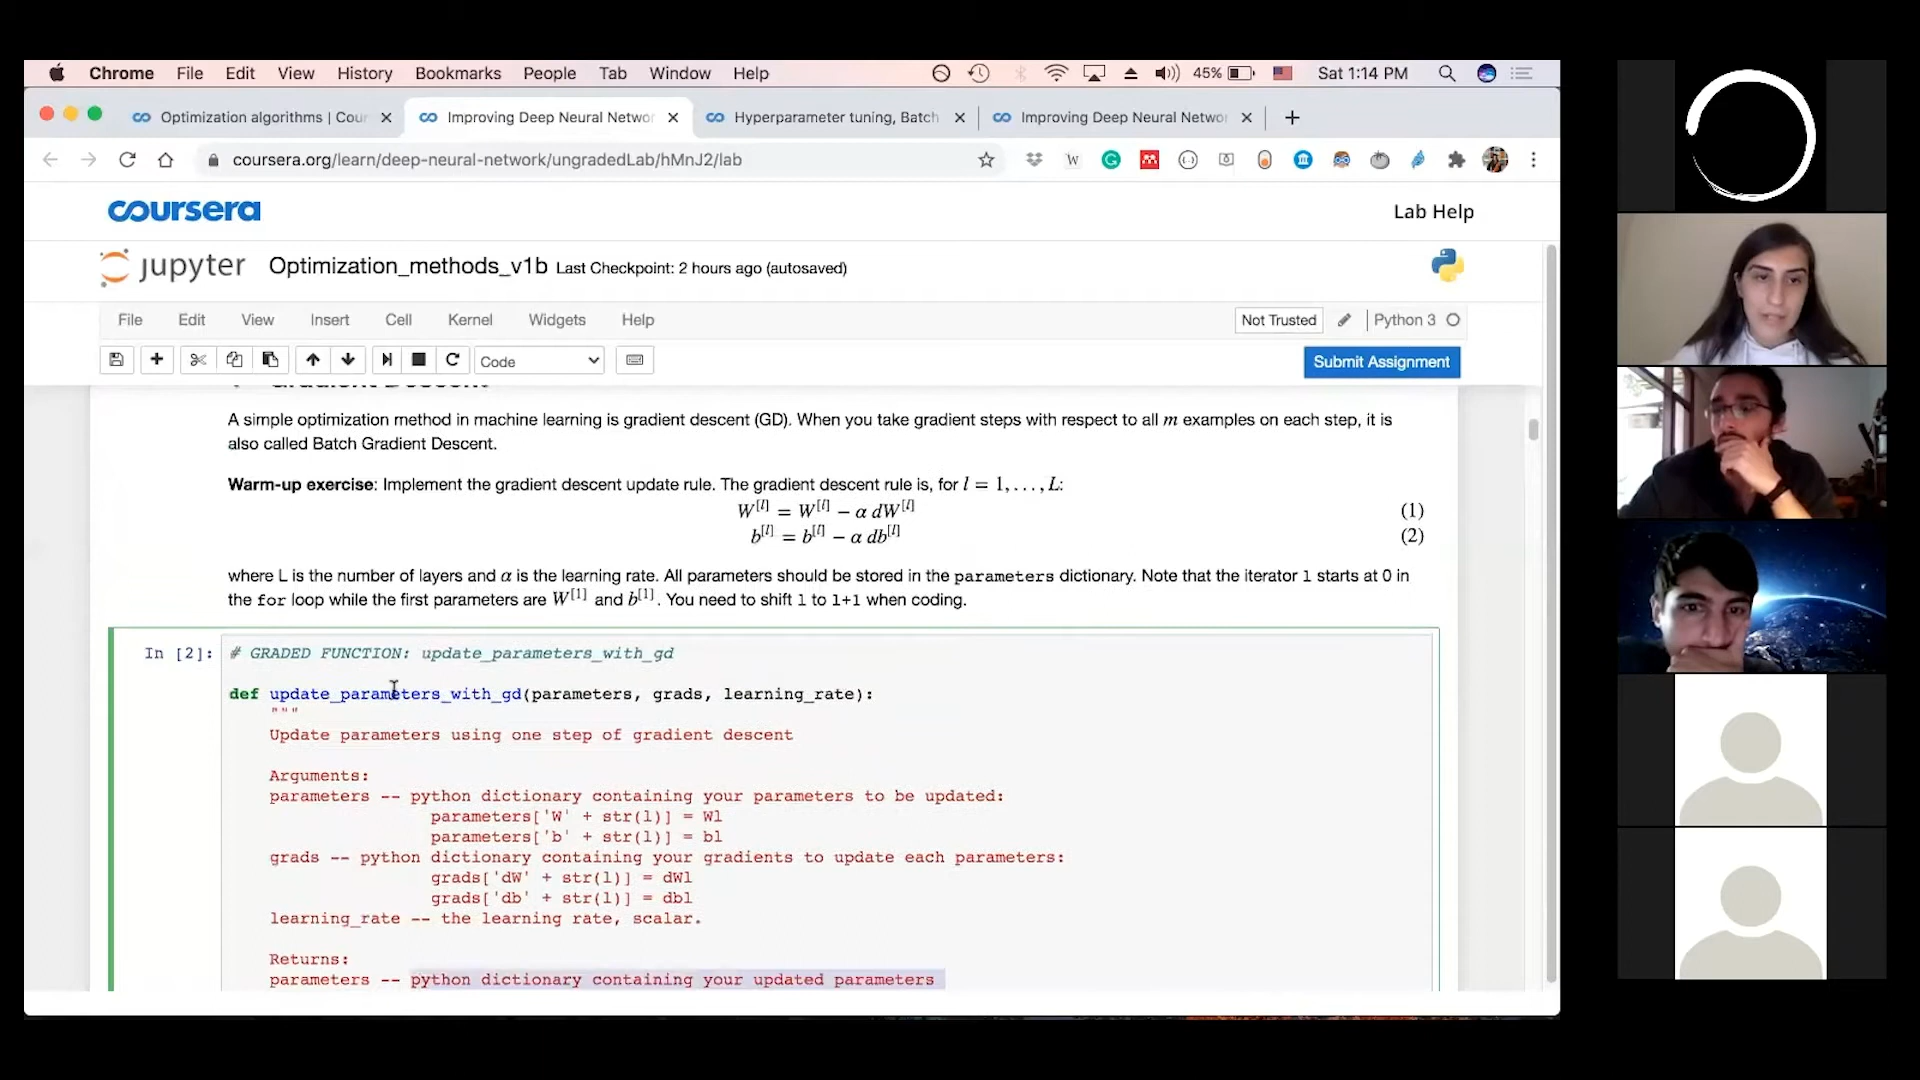 Chrome File Edit View History Bookmarks People Tab Window Help 45% Sat 1:14 PM
Optimization algorithms | Cour Improving Deep Neural Networ Hyperparameter tuning, Batch Improving Deep Neural Networ
coursera.org/learn/deep-neural-network/ungradedLab/hMnJ2/lab
coursera Lab Help
jupyter Optimization_methods_v1b Last Checkpoint: 2 hours ago (autosaved)
File Edit View Insert Cell Kernel Widgets Help Not Trusted Python 3
Code Submit Assignment
Gradient Descent
A simple optimization method in machine learning is gradient descent (GD). When you take gradient steps with respect to all m examples on each step, it is
also called Batch Gradient Descent.
Warm-up exercise: Implement the gradient descent update rule. The gradient descent rule is, for l = 1, . . . , L:
W[l] = W[l] − α dW[l] (1)
b[l] = b[l] − α db[l] (2)
where L is the number of layers and α is the learning rate. All parameters should be stored in the parameters dictionary. Note that the iterator l starts at 0 in
the for loop while the first parameters are W[1] and b[1]. You need to shift l to l+1 when coding.
In [2]: # GRADED FUNCTION: update_parameters_with_gd
def update_parameters_with_gd(parameters, grads, learning_rate):
"""
Update parameters using one step of gradient descent
Arguments:
parameters -- python dictionary containing your parameters to be updated:
parameters['W' + str(l)] = Wl
parameters['b' + str(l)] = bl
grads -- python dictionary containing your gradients to update each parameters:
grads['dW' + str(l)] = dWl
grads['db' + str(l)] = dbl
learning_rate -- the learning rate, scalar.
Returns:
parameters -- python dictionary containing your updated parameters